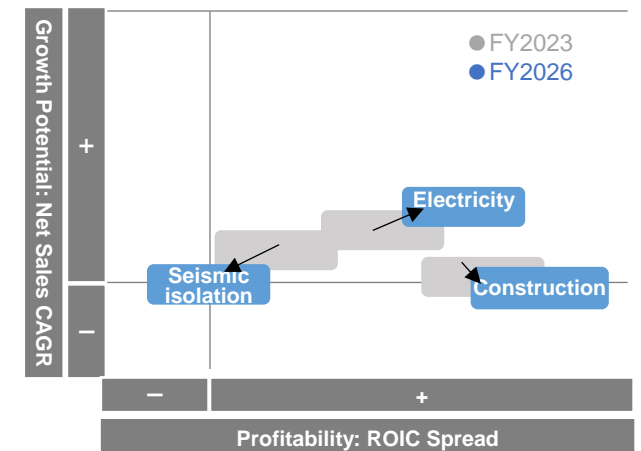 Growth Potential: Net Sales CAGR
+
−
FY2023
FY2026
Electricity
Seismic
isolation
Construction
−
+
Profitability: ROIC Spread